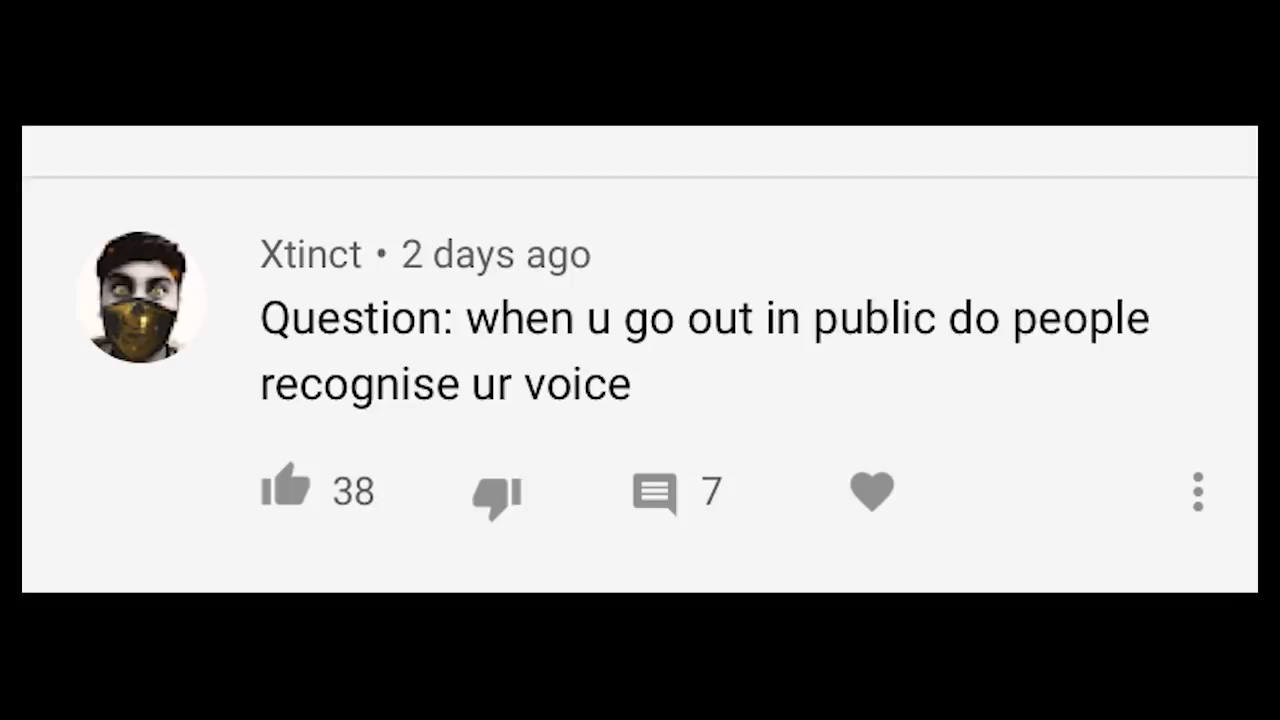 Xtinct • 2 days ago
Question: when u go out in public do people
recognise ur voice
38
7